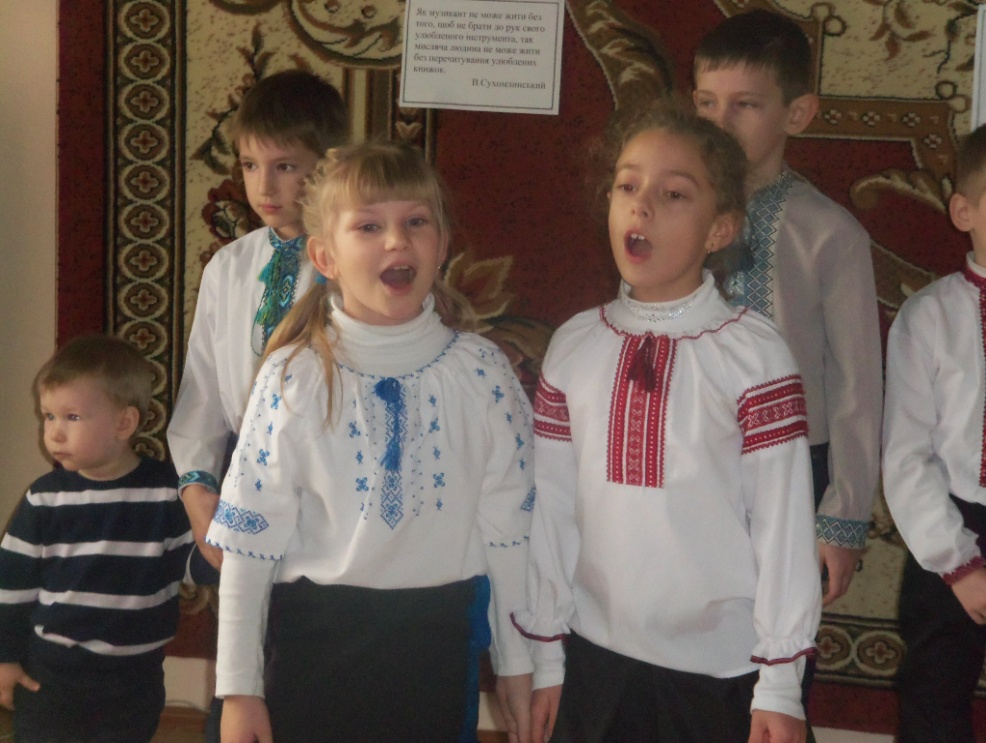 Як музикант не може жити без
того, щоб не брати до рук свого
улюбленого інструмента, так
мисляча людина не може жити
без перечитування улюблених
книжок.
В.Сухомлинський